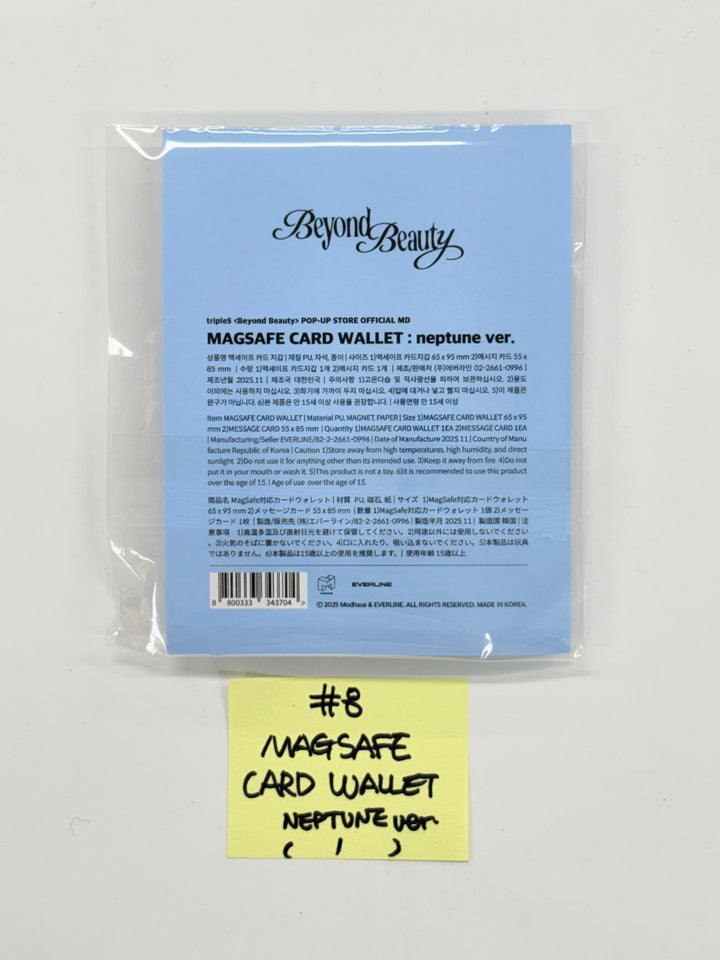 Beyond Beauty
tripleS <Beyond Beauty> POP-UP STORE OFFICIAL MD
MAGSAFE CARD WALLET : neptune ver.
상품명 맥세이프 카드 지갑 | 재질 PU, 자석, 종이 | 사이즈 1)맥세이프 카드지갑 65 x 95 mm 2)메시지 카드 55 x
85 mm | 수량 1)맥세이프 카드지갑 1개 2)메시지 카드 1개 | 제조/판매처 (주)에버라인 02-2661-0996 |
제조년월 2025.11 | 제조국 대한민국 | 주의사항 1)고온다습 및 직사광선을 피하여 보관하십시오. 2)용도
이외에는 사용하지 마십시오. 3)화기에 가까이 두지 마십시오. 4)입에 대거나 넣고 빨지 마십시오. 5)이 제품은
완구가 아닙니다. 6)본 제품은 만 15세 이상 사용을 권장합니다. | 사용연령 만 15세 이상
Item MAGSAFE CARD WALLET | Material PU, MAGNET, PAPER | Size 1)MAGSAFE CARD WALLET 65 x 95
mm 2)MESSAGE CARD 55 x 85 mm | Quantity 1)MAGSAFE CARD WALLET 1EA 2)MESSAGE CARD 1EA
| Manufacturing/Seller EVERLINE/82-2-2661-0996 | Date of Manufacture 2025.11 | Country of Manu
facture Republic of Korea | Caution 1)Store away from high temperatures, high humidity, and direct
sunlight. 2)Do not use it for anything other than its intended use. 3)Keep it away from fire. 4)Do not
put it in your mouth or wash it. 5)This product is not a toy. 6)It is recommended to use this product
over the age of 15. | Age of use over the age of 15.
商品名 MagSafe対応カードウォレット | 材質 PU, 磁石, 紙 | サイズ 1)MagSafe対応カードウォレット
65 x 95 mm 2)メッセージカード 55 x 85 mm | 数量 1)MagSafe対応カードウォレット 1個 2)メッセ
ージカード 1枚 | 製造/販売先 (株)エバーライン/82-2-2661-0996 | 製造年月 2025.11 | 製造国 韓国 | 注
意事項 1)高温多湿及び直射日光を避けて保管してください。2)用途以外には使用しないでくださ
い。3)火気のそばに置かないでください。4)口に入れたり、吸い込まないでください。5)本製品は玩具
ではありません。6)本製品は15歳以上の使用を推奨します。| 使用年齢 15歳以上
8 800333 343704 >
EVERLINE
© 2025 Modhaus & EVERLINE. ALL RIGHTS RESERVED. MADE IN KOREA.
#8
MAGSAFE
CARD WALLET
NEPTUNE ver.
( 1 )